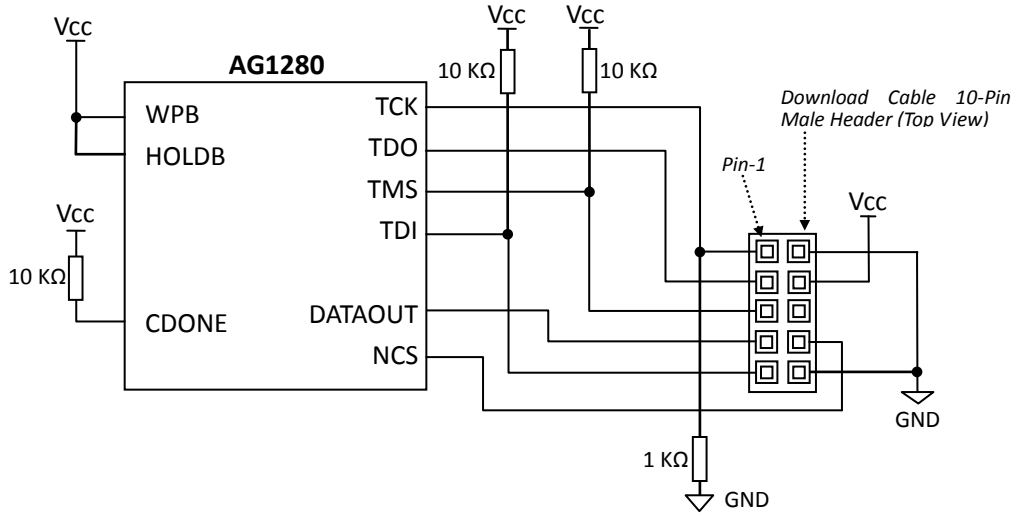 Vcc
Vcc
Vcc
AG1280
10 KΩ
10 KΩ
WPB
TCK
Download Cable 10-Pin
Male Header (Top View)
HOLDB
TDO
Pin-1
TMS
Vcc
Vcc
TDI
10 KΩ
CDONE
DATAOUT
NCS
GND
1 KΩ
GND